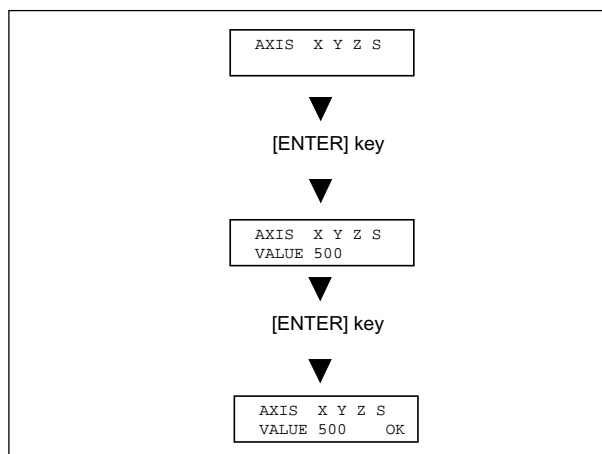 AXIS X Y Z S
[ENTER] key
AXIS X Y Z S
VALUE 500
[ENTER] key
AXIS X Y Z S
VALUE 500 OK